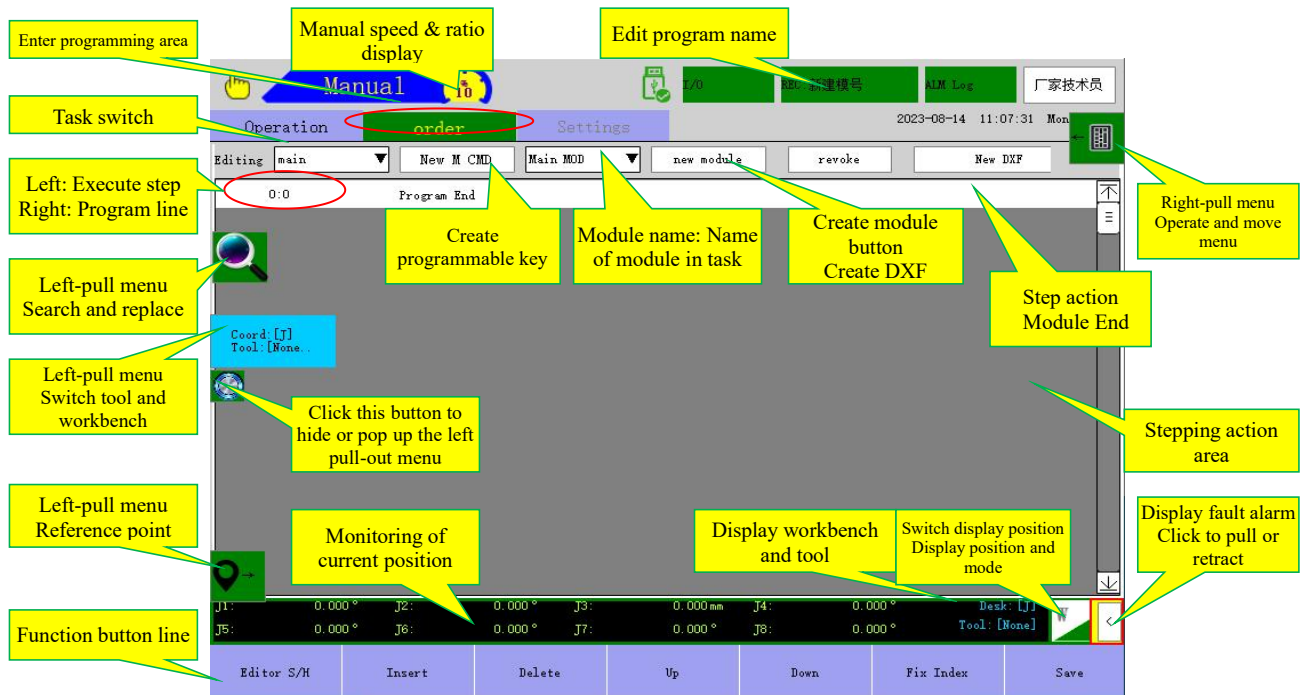 Enter programming area
Manual speed & ratio
display
Edit program name
Manual
%
10
I/O
REC:新建模号
ALM Log
厂家技术员
Task switch
Operation
order
Settings
2023-08-14 11:07:31 Mon
Editing
main
New M CMD
Main MOD
new module
revoke
New DXF
Left: Execute step
Right: Program line
0:0
Program End
Right-pull menu
Operate and move
menu
Create
programmable key
Module name: Name
of module in task
Create module
button
Create DXF
Left-pull menu
Search and replace
Step action
Module End
Coord:[J]
Tool:[None..
Left-pull menu
Switch tool and
workbench
Click this button to
hide or pop up the left
pull-out menu
Stepping action
area
Left-pull menu
Reference point
Monitoring of
current position
Display workbench
and tool
Switch display position
Display position and
mode
Display fault alarm
Click to pull or
retract
J1: 0.000° J2: 0.000° J3: 0.000mm J4: 0.000° Desk:[J]
J5: 0.000° J6: 0.000° J7: 0.000° J8: 0.000° Tool:[None]
W
<
Function button line
Editor S/H
Insert
Delete
Up
Down
Fix Index
Save